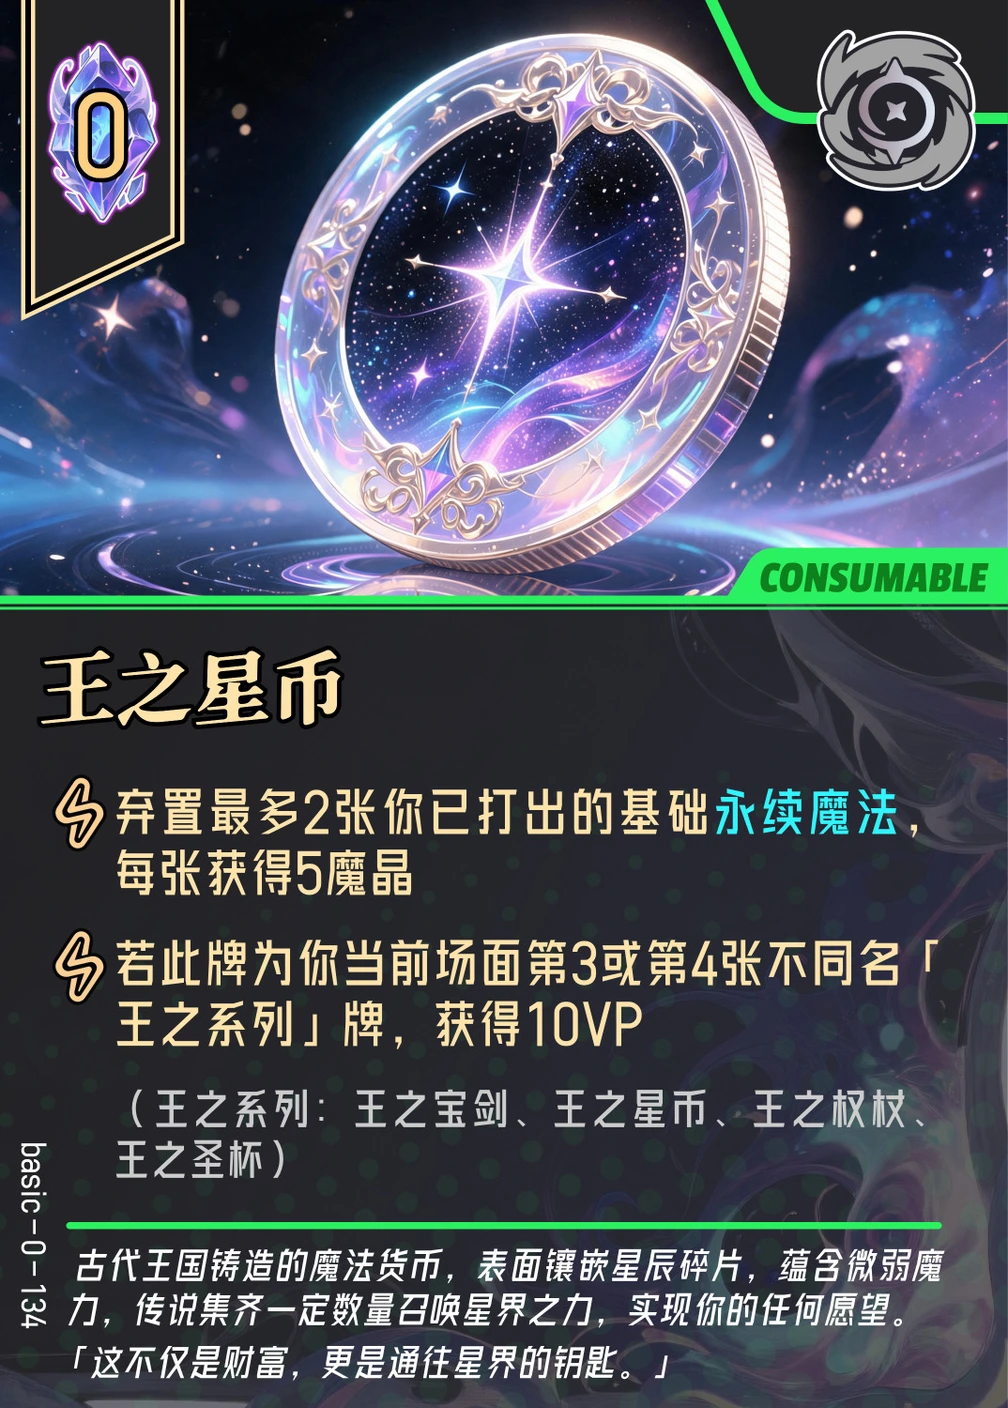 0
CONSUMABLE
王之星币
弃置最多2张你已打出的基础永续魔法，
每张获得5魔晶
若此牌为你当前场面第3或第4张不同名「
王之系列」牌，获得10VP
（王之系列：王之宝剑、王之星币、王之权杖、
王之圣杯）
basic-0-134
古代王国铸造的魔法货币，表面镶嵌星辰碎片，蕴含微弱魔
力，传说集齐一定数量召唤星界之力，实现你的任何愿望。
「这不仅是财富，更是通往星界的钥匙。」